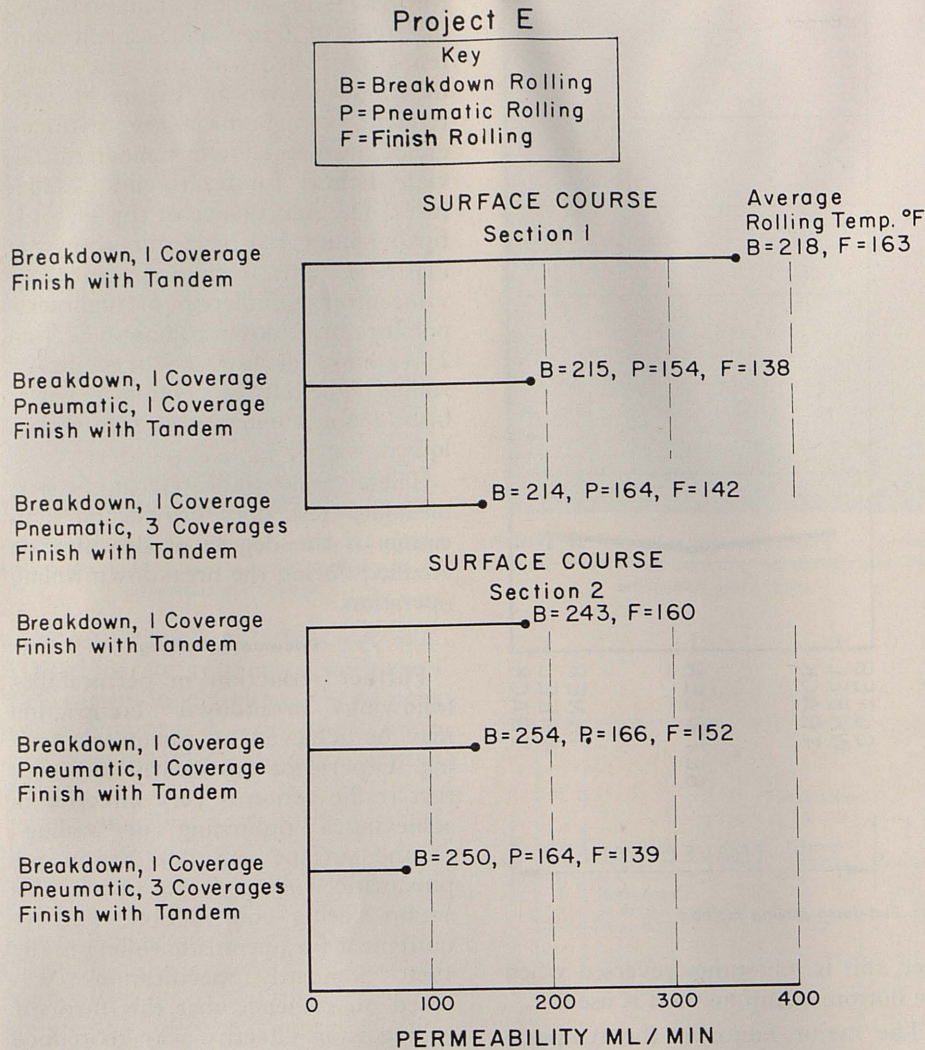 Project E
Key
B=Breakdown Rolling
P=Pneumatic Rolling
F=Finish Rolling
SURFACE COURSE
Section 1
Average
Rolling Temp. °F
Breakdown, 1 Coverage
Finish with Tandem
B=218, F=163
Breakdown, 1 Coverage
Pneumatic, 1 Coverage
Finish with Tandem
B=215, P=154, F=138
Breakdown, 1 Coverage
Pneumatic, 3 Coverages
Finish with Tandem
B=214, P=164, F=142
SURFACE COURSE
Section 2
Breakdown, 1 Coverage
Finish with Tandem
B=243, F=160
Breakdown, 1 Coverage
Pneumatic, 1 Coverage
Finish with Tandem
B=254, P=166, F=152
Breakdown, 1 Coverage
Pneumatic, 3 Coverages
Finish with Tandem
B=250, P=164, F=139
0 100 200 300 400
PERMEABILITY ML/MIN